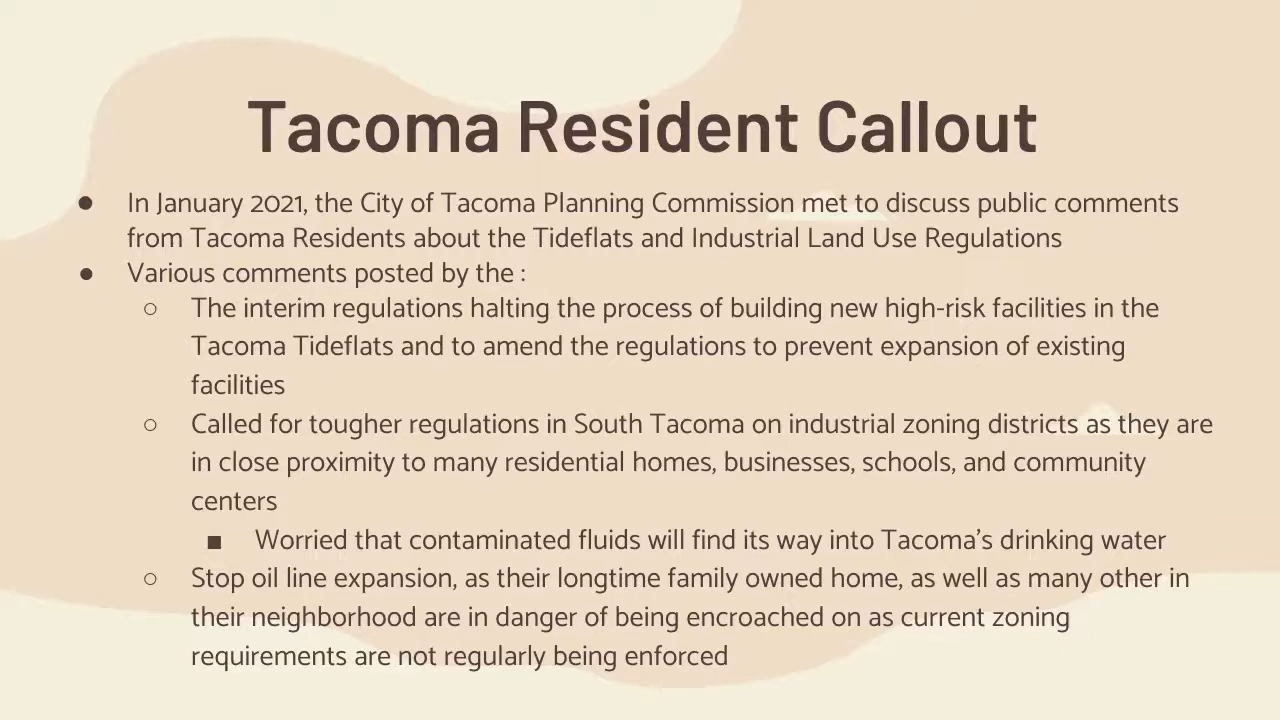 Tacoma Resident Callout
● In January 2021, the City of Tacoma Planning Commission met to discuss public comments
from Tacoma Residents about the Tideflats and Industrial Land Use Regulations
● Various comments posted by the :
○ The interim regulations halting the process of building new high-risk facilities in the
Tacoma Tideflats and to amend the regulations to prevent expansion of existing
facilities
○ Called for tougher regulations in South Tacoma on industrial zoning districts as they are
in close proximity to many residential homes, businesses, schools, and community
centers
■ Worried that contaminated fluids will find its way into Tacoma's drinking water
○ Stop oil line expansion, as their longtime family owned home, as well as many other in
their neighborhood are in danger of being encroached on as current zoning
requirements are not regularly being enforced